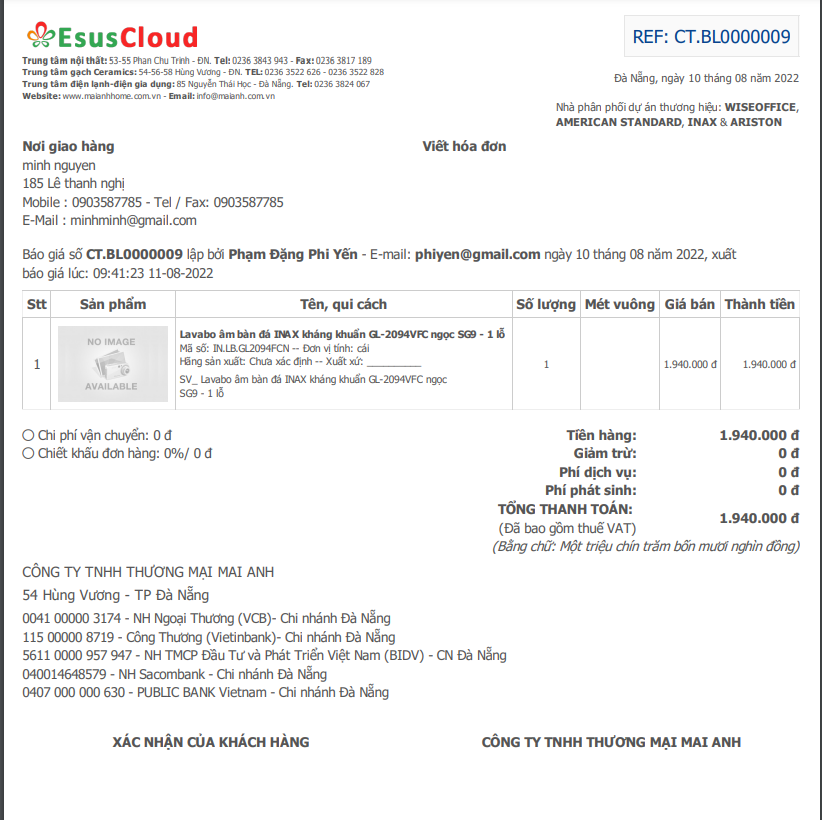 EsusCloud
REF: CT.BL0000009
Trung tâm nội thất: 53-55 Phan Chu Trinh - ĐN. Tel: 0236 3843 943 - Fax: 0236 3817 189
Trung tâm gạch Ceramics: 54-56-58 Hùng Vương - ĐN. TEL: 0236 3522 626 - 0236 3522 828
Trung tâm điện lạnh-điện gia dụng: 85 Nguyễn Thái Học - Đà Nẵng. Tel: 0236 3824 067
Website: www.maianhhome.com.vn - Email: info@maianh.com.vn
Đà Nẵng, ngày 10 tháng 08 năm 2022
Nhà phân phối dự án thương hiệu: WISEOFFICE,
AMERICAN STANDARD, INAX & ARISTON
Nơi giao hàng
minh nguyen
185 Lê thanh nghị
Mobile : 0903587785 - Tel / Fax: 0903587785
E-Mail : minhminh@gmail.com
Viết hóa đơn
Báo giá số CT.BL0000009 lập bởi Phạm Đặng Phi Yến - E-mail: phiyen@gmail.com ngày 10 tháng 08 năm 2022, xuất
báo giá lúc: 09:41:23 11-08-2022
Stt Sản phẩm Tên, qui cách Số lượng Mét vuông Giá bán Thành tiền
1
NO IMAGE
AVAILABLE
Lavabo âm bàn đá INAX kháng khuẩn GL-2094VFC ngọc SG9 - 1 lỗ
Mã số: IN.LB.GL2094FCN -- Đơn vị tính: cái
Hãng sản xuất: Chưa xác định -- Xuất xứ: __________
SV_ Lavabo âm bàn đá INAX kháng khuẩn GL-2094VFC ngọc
SG9 - 1 lỗ
1 1.940.000 đ 1.940.000 đ
Chi phí vận chuyển: 0 đ
Chiết khấu đơn hàng: 0%/ 0 đ
Tiền hàng: 1.940.000 đ
Giảm trừ: 0 đ
Phí dịch vụ: 0 đ
Phí phát sinh: 0 đ
TỔNG THANH TOÁN: 1.940.000 đ
(Đã bao gồm thuế VAT)
(Bằng chữ: Một triệu chín trăm bốn mươi nghìn đồng)
CÔNG TY TNHH THƯƠNG MẠI MAI ANH
54 Hùng Vương - TP Đà Nẵng
0041 00000 3174 - NH Ngoại Thương (VCB)- Chi nhánh Đà Nẵng
115 00000 8719 - Công Thương (Vietinbank)- Chi nhánh Đà Nẵng
5611 0000 957 947 - NH TMCP Đầu Tư và Phát Triển Việt Nam (BIDV) - CN Đà Nẵng
040014648579 - NH Sacombank - Chi nhánh Đà Nẵng
0407 000 000 630 - PUBLIC BANK Vietnam - Chi nhánh Đà Nẵng
XÁC NHẬN CỦA KHÁCH HÀNG
CÔNG TY TNHH THƯƠNG MẠI MAI ANH